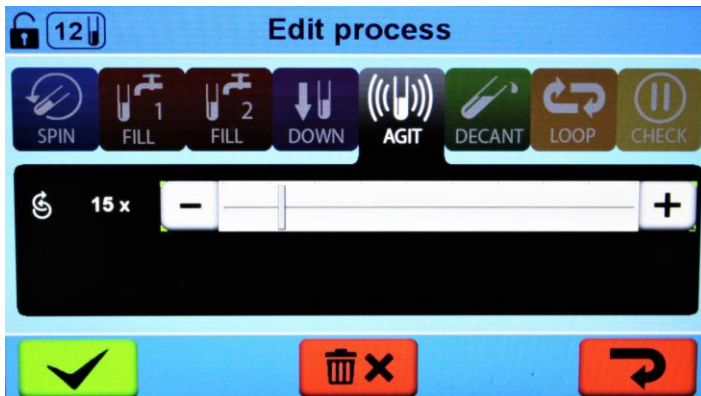 12 Edit process
SPIN
1 FILL
2 FILL
DOWN
AGIT
DECANT
LOOP
CHECK
15 x